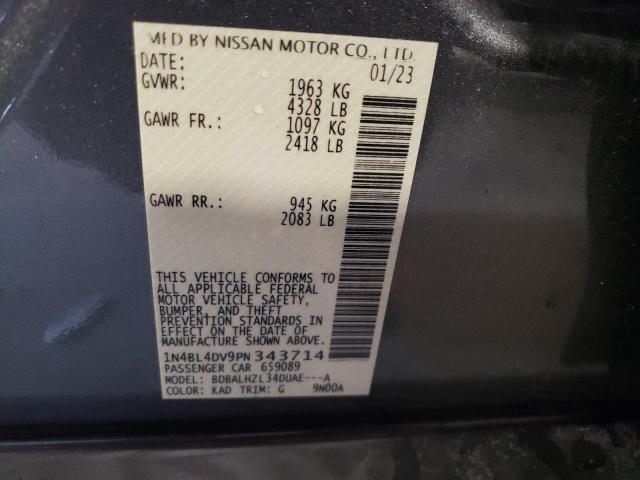 MFD BY NISSAN MOTOR CO., LTD.
DATE: 01/23
GVWR: 1963 KG
4328 LB
GAWR FR.: 1097 KG
2418 LB
GAWR RR.: 945 KG
2083 LB
THIS VEHICLE CONFORMS TO
ALL APPLICABLE FEDERAL
MOTOR VEHICLE SAFETY,
BUMPER, AND THEFT
PREVENTION STANDARDS IN
EFFECT ON THE DATE OF
MANUFACTURE SHOWN ABOVE.
1N4BL4DV9PN343714
PASSENGER CAR 659089
MODEL: BDBALHZL34DUAE---A
COLOR: KAD TRIM: G 9N00A